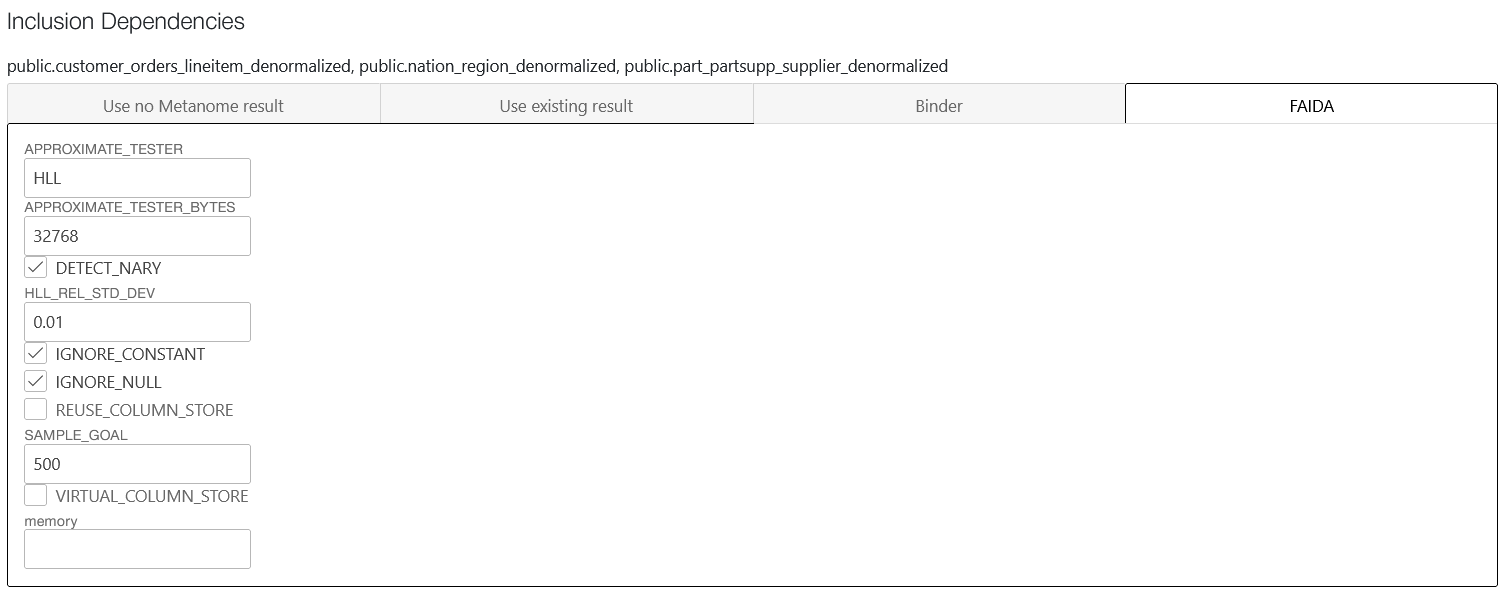 Inclusion Dependencies
public.customer_orders_lineitem_denormalized, public.nation_region_denormalized, public.part_partsupp_supplier_denormalized
Use no Metanome result Use existing result Binder FAIDA
APPROXIMATE_TESTER
HLL
APPROXIMATE_TESTER_BYTES
32768
DETECT_NARY
HLL_REL_STD_DEV
0.01
IGNORE_CONSTANT
IGNORE_NULL
REUSE_COLUMN_STORE
SAMPLE_GOAL
500
VIRTUAL_COLUMN_STORE
memory